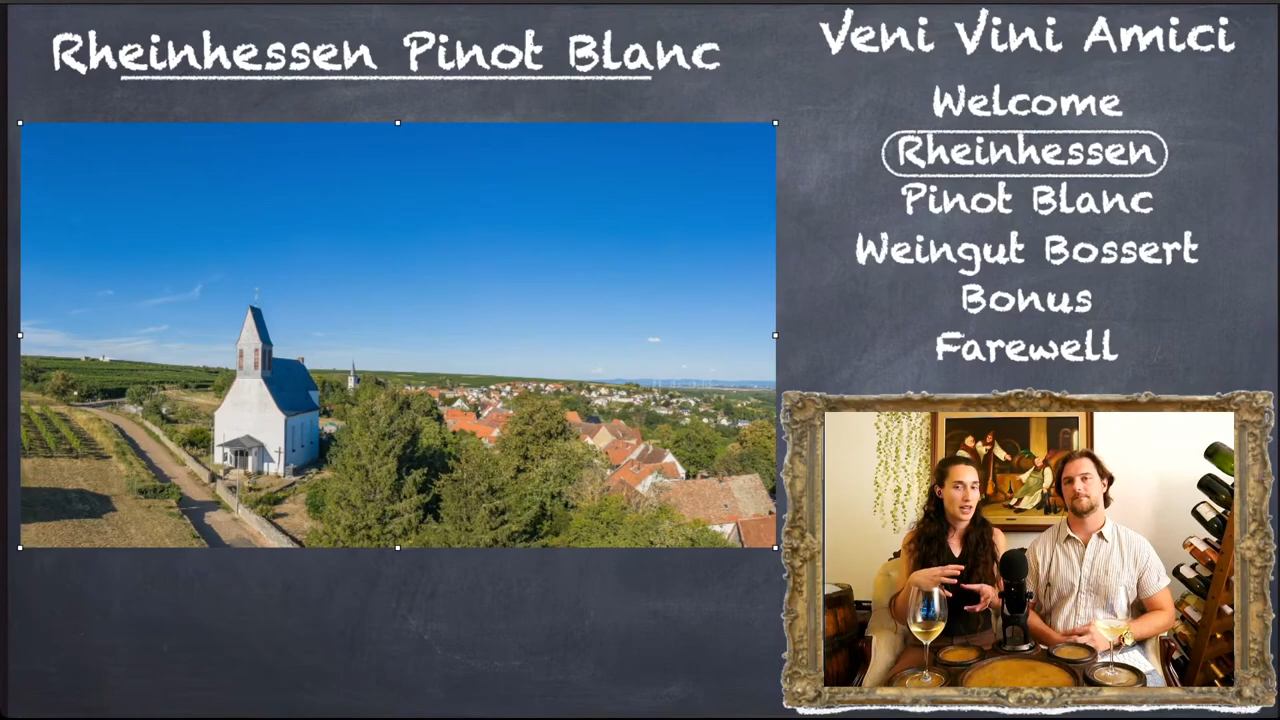 Rheinhessen Pinot Blanc
Veni Vini Amici
Welcome
Rheinhessen
Pinot Blanc
Weingut Bossert
Bonus
Farewell